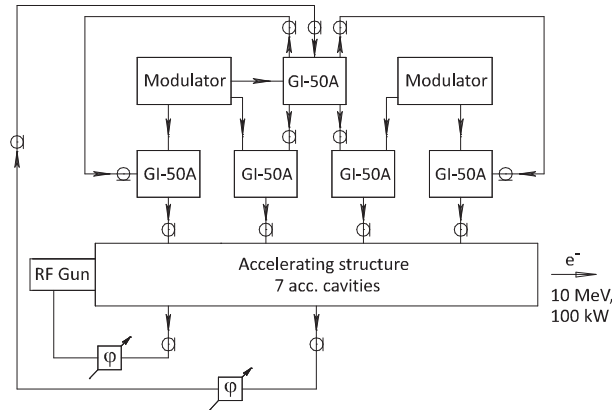 Modulator
GI-50A
Modulator
GI-50A
GI-50A
GI-50A
GI-50A
RF Gun
Accelerating structure
7 acc. cavities
e⁻
10 MeV,
100 kW
φ
φ